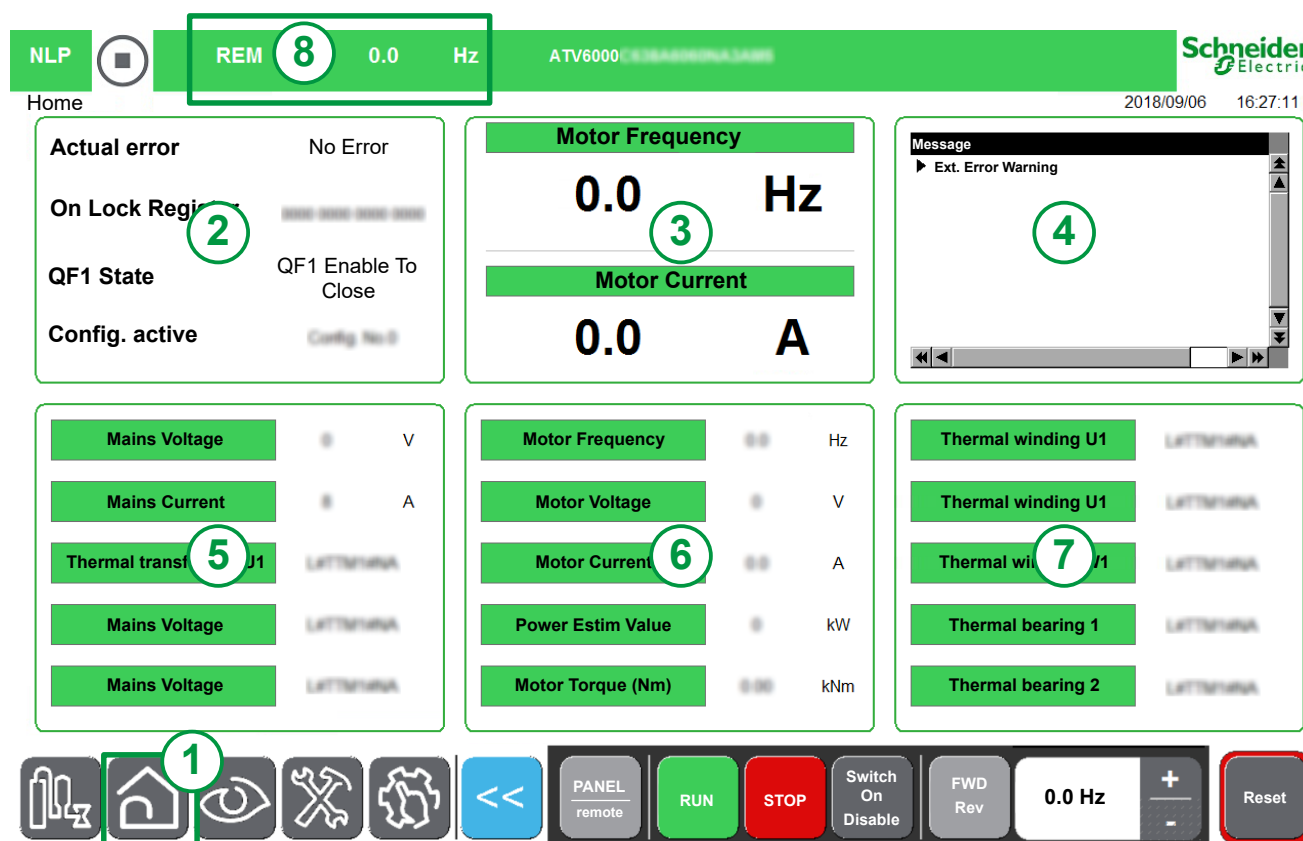 NLP
REM 8 0.0 Hz
ATV6000
Schneider
Electric
Home
2018/09/06 16:27:11
Actual error No Error
On Lock Register
2
QF1 State QF1 Enable To
Close
Config. active
Motor Frequency
0.0 Hz
3
Motor Current
0.0 A
Message
Ext. Error Warning
4
Mains Voltage V
Mains Current A
Thermal 5 J1
Mains Voltage
Mains Voltage
Motor Frequency Hz
Motor Voltage V
Motor Current 6 A
Power Estim Value kW
Motor Torque (Nm) kNm
Thermal winding U1
Thermal winding U1
Thermal 7
Thermal bearing 1
Thermal bearing 2
1
<<
PANEL
remote
RUN
STOP
Switch
On
Disable
FWD
Rev
0.0 Hz
+
-
Reset